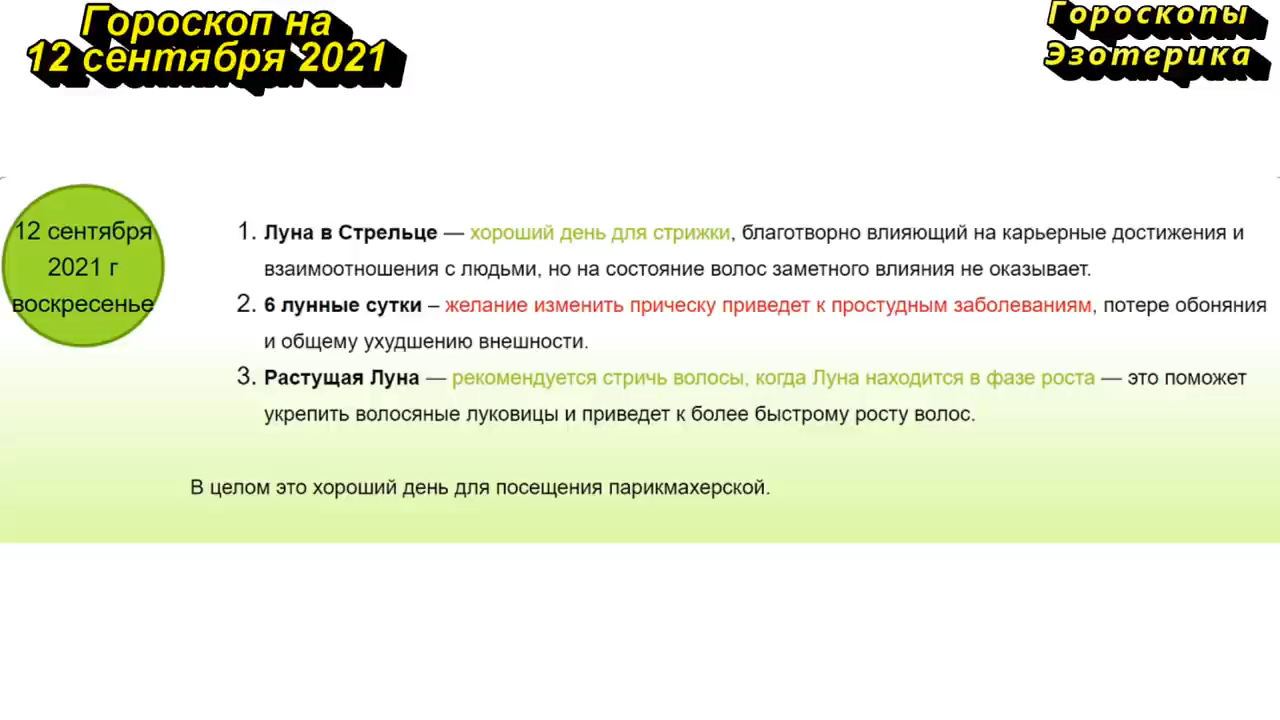 Гороскоп на
12 сентября 2021
Гороскопы
Эзотерика
12 сентября
2021 г
воскресенье
1. Луна в Стрельце — хороший день для стрижки, благотворно влияющий на карьерные достижения и
взаимоотношения с людьми, но на состояние волос заметного влияния не оказывает.
2. 6 лунные сутки – желание изменить прическу приведет к простудным заболеваниям, потере обоняния
и общему ухудшению внешности.
3. Растущая Луна — рекомендуется стричь волосы, когда Луна находится в фазе роста — это поможет
укрепить волосяные луковицы и приведет к более быстрому росту волос.
В целом это хороший день для посещения парикмахерской.